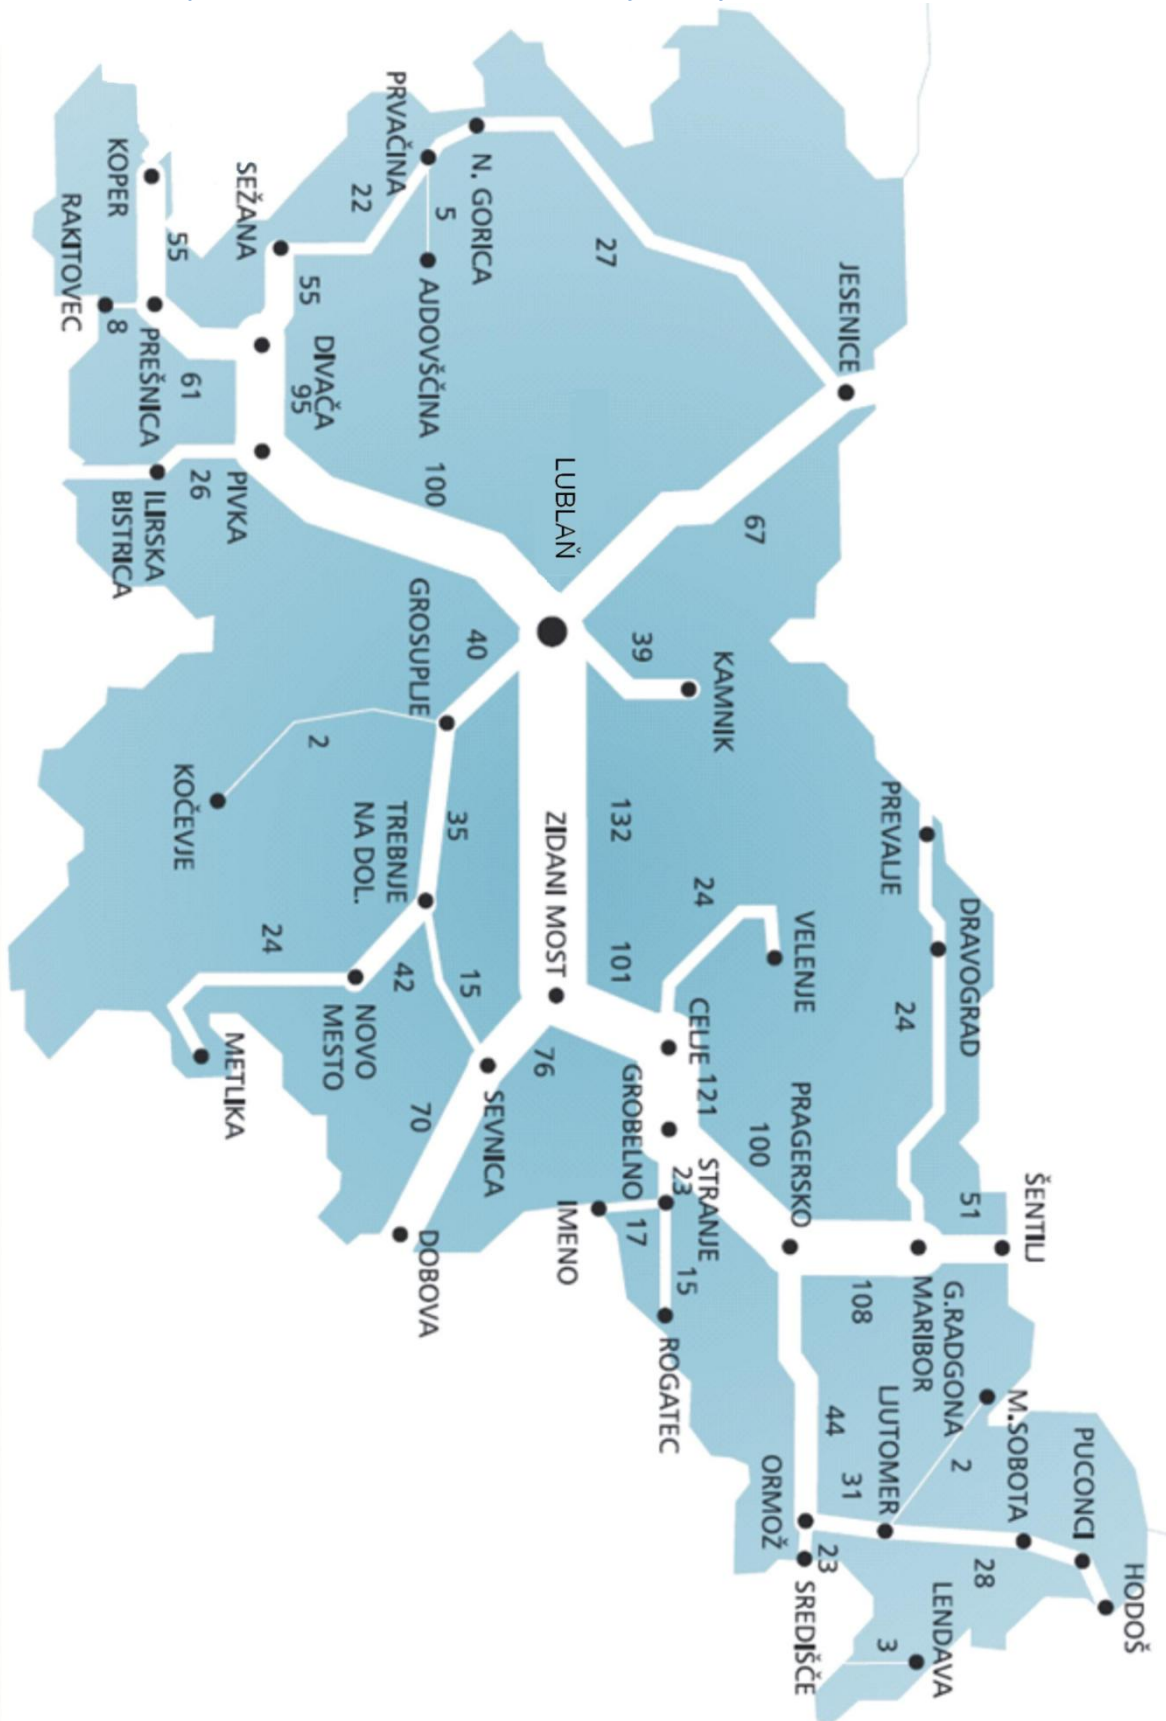 HODOŠ
PUCONCI
M.SOBOTA
G.RADGONA
LENDAVA
ŠENTILJ
MARIBOR
LJUTOMER
2
28
3
51
DRAVOGRAD
PREVALJE
24
108
31
44
ORMOŽ
23
SREDIŠČE
JESENICE
KAMNIK
VELENJE
PRAGERSKO
67
39
24
100
CELJE
121
STRANJE
23
15
ROGATEC
GROBELNO
17
IMENO
27
132
101
LUBLAŇ
ZIDANI MOST
76
N. GORICA
5
AJDOVŠČINA
100
40
GROSUPLJE
35
15
SEVNICA
70
DOBOVA
PRVAČINA
22
TREBNJE
NA DOL.
42
NOVO
MESTO
SEŽANA
55
DIVAČA
95
2
24
METLIKA
PIVKA
KOČEVJE
KOPER
55
PREŠNICA
61
26
ILIRSKA
BISTRICA
RAKITOVEC
8